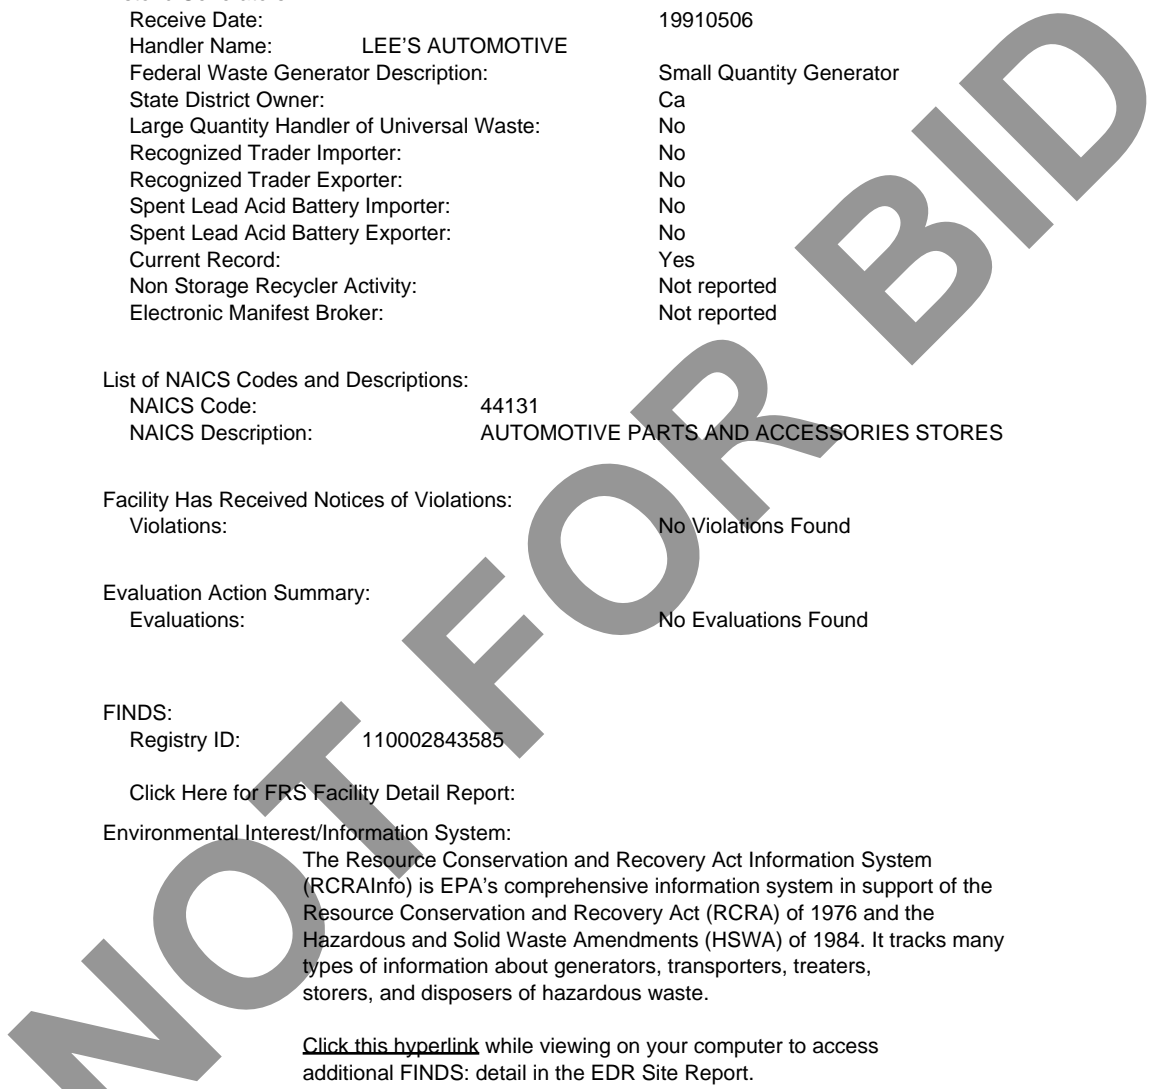 Receive Date: 19910506
Handler Name: LEE'S AUTOMOTIVE
Federal Waste Generator Description: Small Quantity Generator
State District Owner: Ca
Large Quantity Handler of Universal Waste: No
Recognized Trader Importer: No
Recognized Trader Exporter: No
Spent Lead Acid Battery Importer: No
Spent Lead Acid Battery Exporter: No
Current Record: Yes
Non Storage Recycler Activity: Not reported
Electronic Manifest Broker: Not reported
List of NAICS Codes and Descriptions:
NAICS Code: 44131
NAICS Description: AUTOMOTIVE PARTS AND ACCESSORIES STORES
Facility Has Received Notices of Violations:
Violations: No Violations Found
Evaluation Action Summary:
Evaluations: No Evaluations Found
FINDS:
Registry ID: 110002843585
Click Here for FRS Facility Detail Report:
Environmental Interest/Information System:
The Resource Conservation and Recovery Act Information System
(RCRAInfo) is EPA's comprehensive information system in support of the
Resource Conservation and Recovery Act (RCRA) of 1976 and the
Hazardous and Solid Waste Amendments (HSWA) of 1984. It tracks many
types of information about generators, transporters, treaters,
storers, and disposers of hazardous waste.
Click this hyperlink while viewing on your computer to access
additional FINDS: detail in the EDR Site Report.
NOT FOR BID